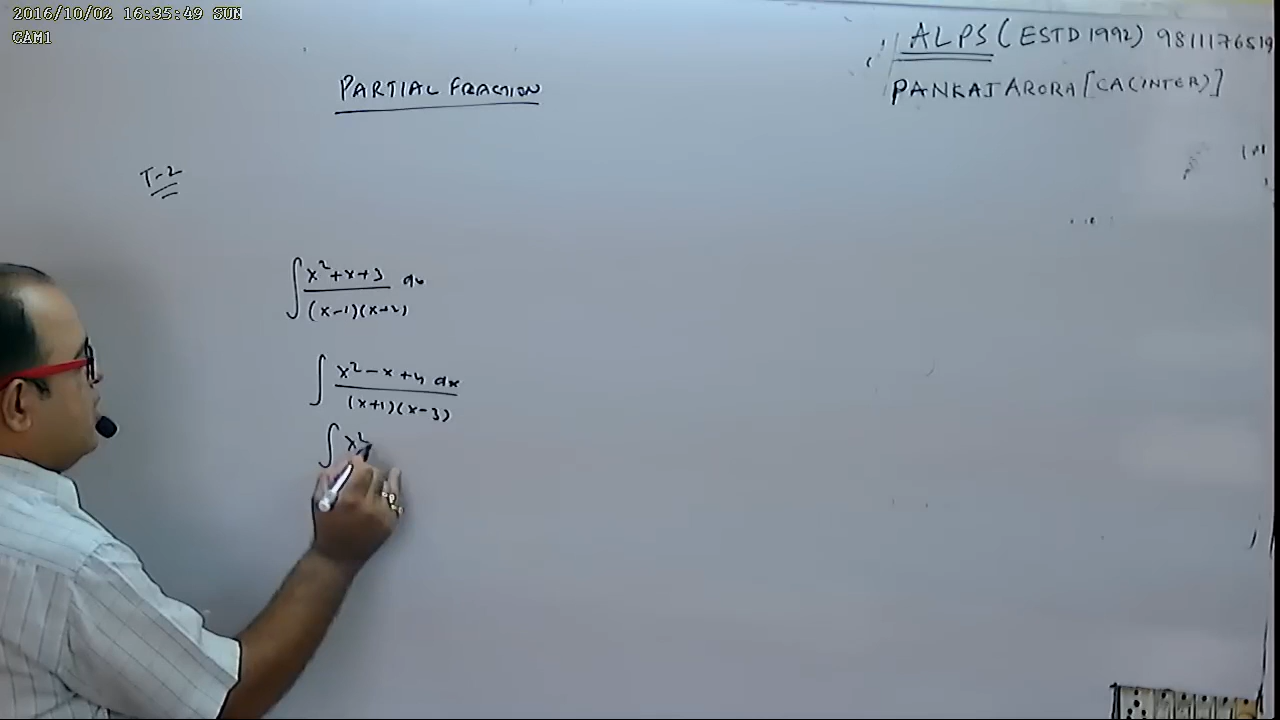 2016/10/02 16:35:49 SUN
CAM1
ALPS (ESTD 1992) 9811176519
PANKAJ ARORA [CA(INTER)]
PARTIAL FRACTION
T-2
∫ x²+x+3 / (x-1)(x+2) dx
∫ x²-x+4 dx / (x+1)(x-3)
∫ x²